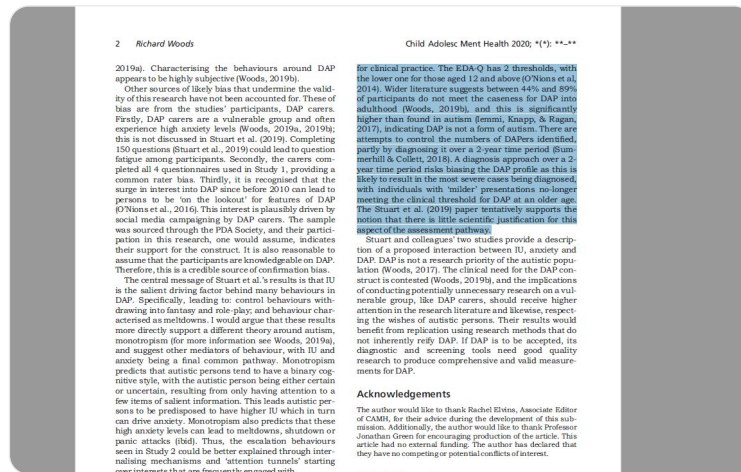 2 Richard Woods
Child Adolesc Ment Health 2020; *(*): **–**
2019a). Characterising the behaviours around DAP
appears to be highly subjective (Woods, 2019b).
Other sources of likely bias that undermine the valid-
ity of this research have not been accounted for. These of
bias are from the studies' participants, DAP carers.
Firstly, DAP carers are a vulnerable group and often
experience high anxiety levels (Woods, 2019a, 2019b);
this is not discussed in Stuart et al. (2019). Completing
150 questions (Stuart et al., 2019) could lead to question
fatigue among participants. Secondly, the carers com-
pleted all 4 questionnaires used in Study 1, providing a
common rater bias. Thirdly, it is recognised that the
surge in interest into DAP since before 2010 can lead to
persons to be 'on the lookout' for features of DAP
(O'Nions et al., 2016). This interest is plausibly driven by
social media campaigning by DAP carers. The sample
was sourced through the PDA Society, and their partici-
pation in this research, one would assume, indicates
their support for the construct. It is also reasonable to
assume that the participants are knowledgeable on DAP.
Therefore, this is a credible source of confirmation bias.
The central message of Stuart et al.'s results is that IU
is the salient driving factor behind many behaviours in
DAP. Specifically, leading to: control behaviours with-
drawing into fantasy and role-play; and behaviour char-
acterised as meltdowns. I would argue that these results
more directly support a different theory around autism,
monotropism (for more information see Woods, 2019a),
and suggest other mediators of behaviour, with IU and
anxiety being a final common pathway. Monotropism
predicts that autistic persons tend to have a binary cog-
nitive style, with the autistic person being either certain
or uncertain, resulting from only having attention to a
few items of salient information. This leads autistic per-
sons to be predisposed to have higher IU which in turn
can drive anxiety. Monotropism also predicts that these
high anxiety levels can lead to meltdowns, shutdown or
panic attacks (ibid). Thus, the escalation behaviours
seen in Study 2 could be better explained through inter-
nalising mechanisms and 'attention tunnels' starting
over interests that are frequently engaged with
for clinical practice. The EDA-Q has 2 thresholds, with
the lower one for those aged 12 and above (O'Nions et al,
2014). Wider literature suggests between 44% and 89%
of participants do not meet the caseness for DAP into
adulthood (Woods, 2019b), and this is significantly
higher than found in autism (Iemmi, Knapp, & Ragan,
2017), indicating DAP is not a form of autism. There are
attempts to control the numbers of DAPers identified,
partly by diagnosing it over a 2-year time period (Sum-
merhill & Collett, 2018). A diagnosis approach over a 2-
year time period risks biasing the DAP profile as this is
likely to result in the most severe cases being diagnosed,
with individuals with 'milder' presentations no-longer
meeting the clinical threshold for DAP at an older age.
The Stuart et al. (2019) paper tentatively supports the
notion that there is little scientific justification for this
aspect of the assessment pathway.
Stuart and colleagues' two studies provide a descrip-
tion of a proposed interaction between IU, anxiety and
DAP. DAP is not a research priority of the autistic popu-
lation (Woods, 2017). The clinical need for the DAP con-
struct is contested (Woods, 2019b), and the implications
of conducting potentially unnecessary research on a vul-
nerable group, like DAP carers, should receive higher
attention in the research literature and likewise, respect-
ing the wishes of autistic persons. Their results would
benefit from replication using research methods that do
not inherently reify DAP. If DAP is to be accepted, its
diagnostic and screening tools need good quality
research to produce comprehensive and valid measure-
ments for DAP.
Acknowledgements
The author would like to thank Rachel Elvins, Associate Editor
of CAMH, for their advice during the development of this sub-
mission. Additionally, the author would like to thank Professor
Jonathan Green for encouraging production of the article. This
article had no external funding. The author has declared that
they have no competing or potential conflicts of interest.